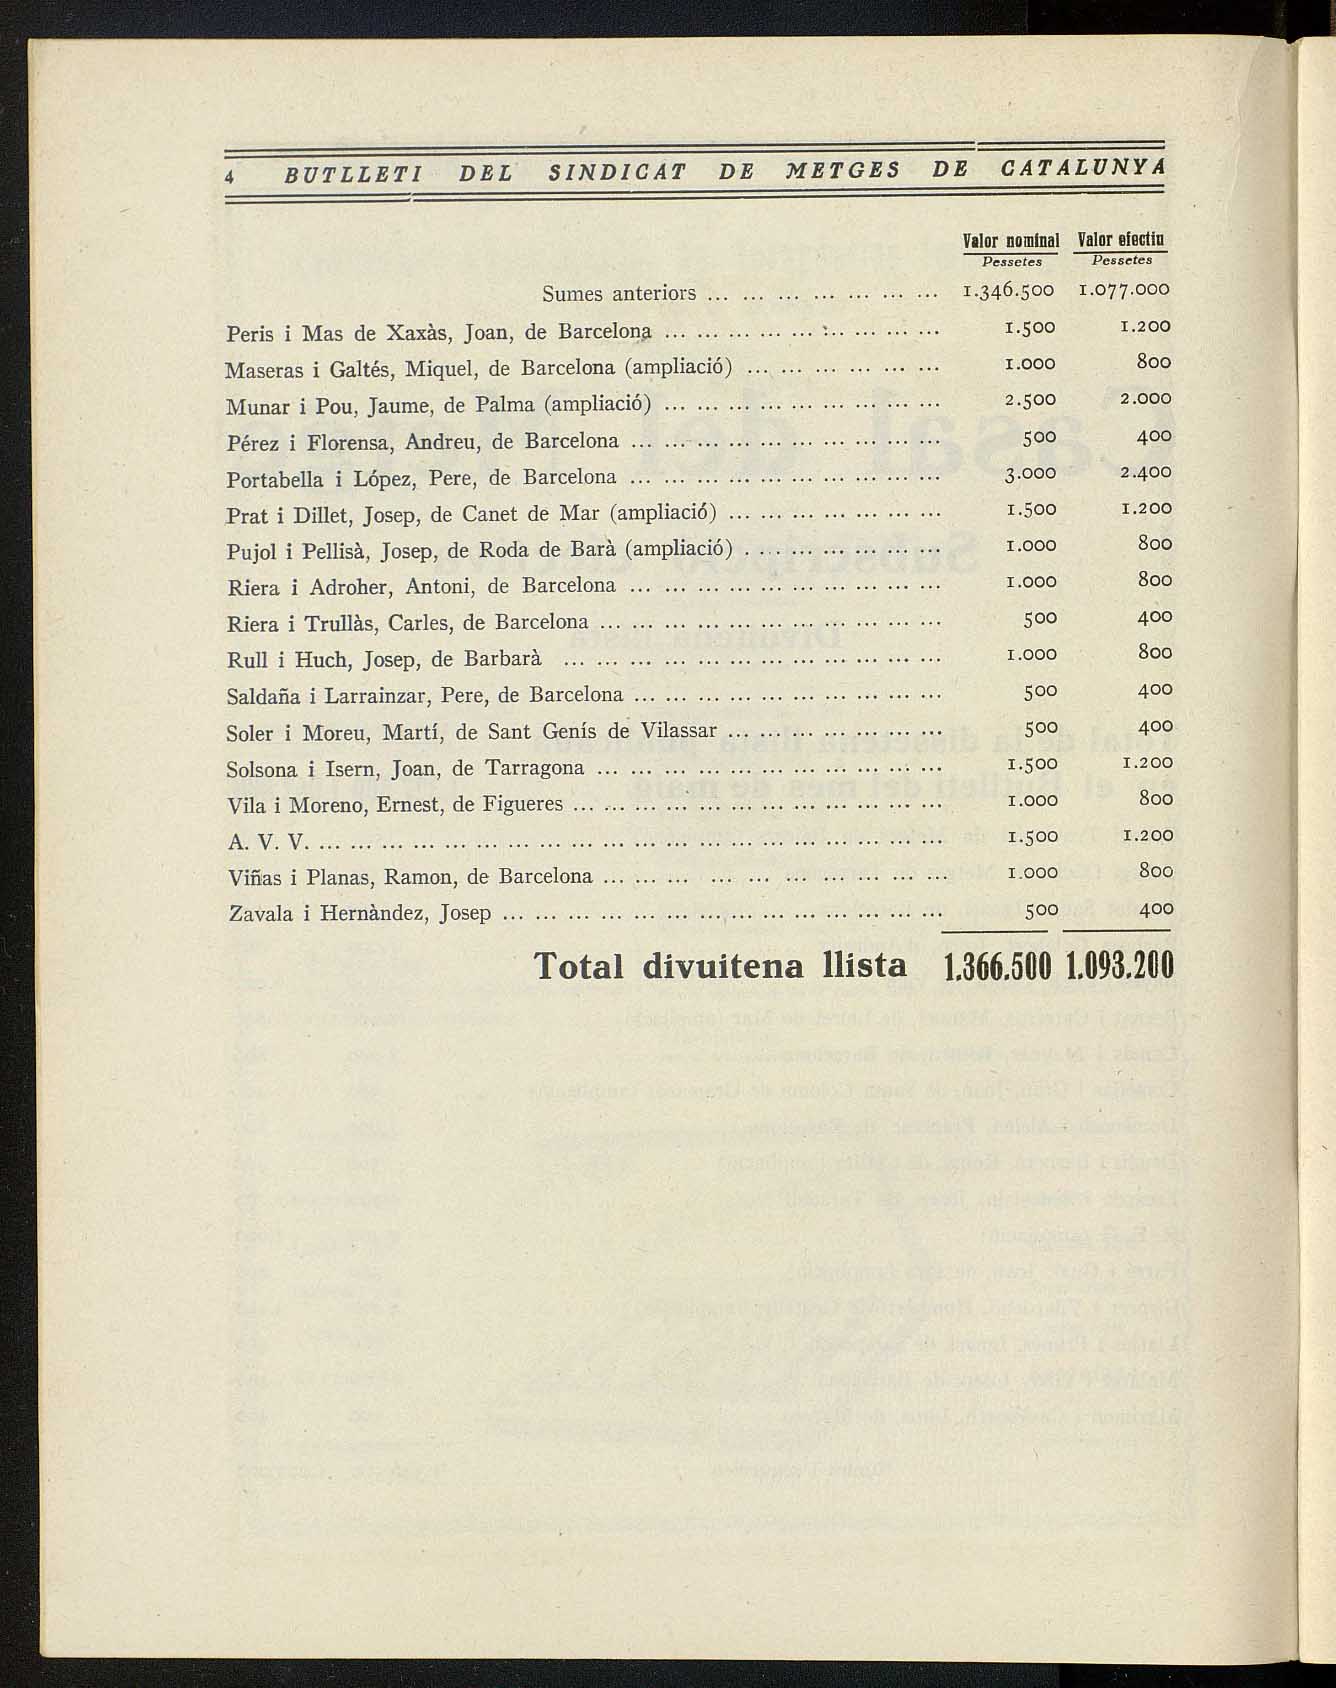 4 BUTLLETI DEL SINDICAT DE METGES DE CATALUNYA
Valor nominal Valor efectiu
Pessetes Pessetes
Sumes anteriors ... ... ... ... ... ... ... 1.346.500 1.077.000
Peris i Mas de Xaxàs, Joan, de Barcelona ... ... ... ... ... ... ... ... ... 1.500 1.200
Maseras i Galtés, Miquel, de Barcelona (ampliació) ... ... ... ... ... ... 1.000 800
Munar i Pou, Jaume, de Palma (ampliació) ... ... ... ... ... ... ... ... ... 2.500 2.000
Pérez i Florensa, Andreu, de Barcelona ... ... ... ... ... ... ... ... ... ... 500 400
Portabella i López, Pere, de Barcelona ... ... ... ... ... ... ... ... ... ... 3.000 2.400
Prat i Dillet, Josep, de Canet de Mar (ampliació) ... ... ... ... ... ... ... 1.500 1.200
Pujol i Pellisà, Josep, de Roda de Barà (ampliació) . ... ... ... ... ... ... 1.000 800
Riera i Adroher, Antoni, de Barcelona ... ... ... ... ... ... ... ... ... ... 1.000 800
Riera i Trullàs, Carles, de Barcelona ... ... ... ... ... ... ... ... ... ... ... 500 400
Rull i Huch, Josep, de Barbarà ... ... ... ... ... ... ... ... ... ... ... ... 1.000 800
Saldaña i Larrainzar, Pere, de Barcelona ... ... ... ... ... ... ... ... ... ... 500 400
Soler i Moreu, Martí, de Sant Genís de Vilassar ... ... ... ... ... ... ... 500 400
Solsona i Isern, Joan, de Tarragona ... ... ... ... ... ... ... ... ... ... ... 1.500 1.200
Vila i Moreno, Ernest, de Figueres ... ... ... ... ... ... ... ... ... ... ... ... 1.000 800
A. V. V. ... ... ... ... ... ... ... ... ... ... ... ... ... ... ... ... ... ... ... ... 1.500 1.200
Viñas i Planas, Ramon, de Barcelona ... ... ... ... ... ... ... ... ... ... 1.000 800
Zavala i Hernàndez, Josep ... ... ... ... ... ... ... ... ... ... ... ... ... ... 500 400
Total divuitena llista 1.366.500 1.093.200